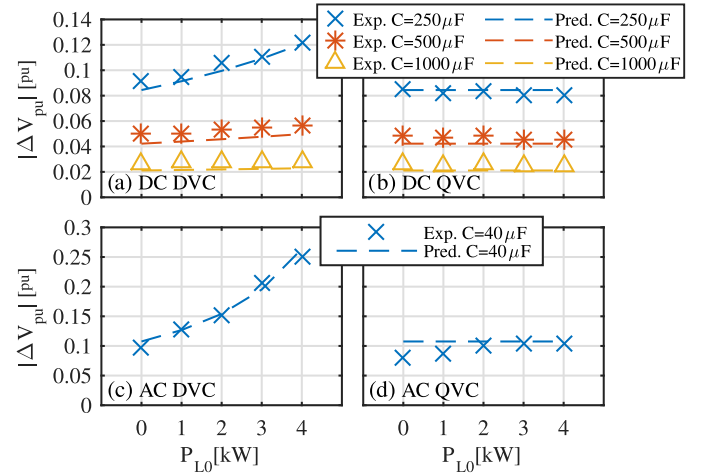 Exp. C=250μF Pred. C=250μF
Exp. C=500μF Pred. C=500μF
Exp. C=1000μF Pred. C=1000μF
|ΔV_pu| [pu]
0.14
0.12
0.1
0.08
0.06
0.04
0.02
0
(a) DC DVC
(b) DC QVC
Exp. C=40μF
Pred. C=40μF
|ΔV_pu| [pu]
0.3
0.25
0.2
0.15
0.1
0.05
0
(c) AC DVC
(d) AC QVC
0 1 2 3 4
0 1 2 3 4
P_L0[kW]
P_L0[kW]